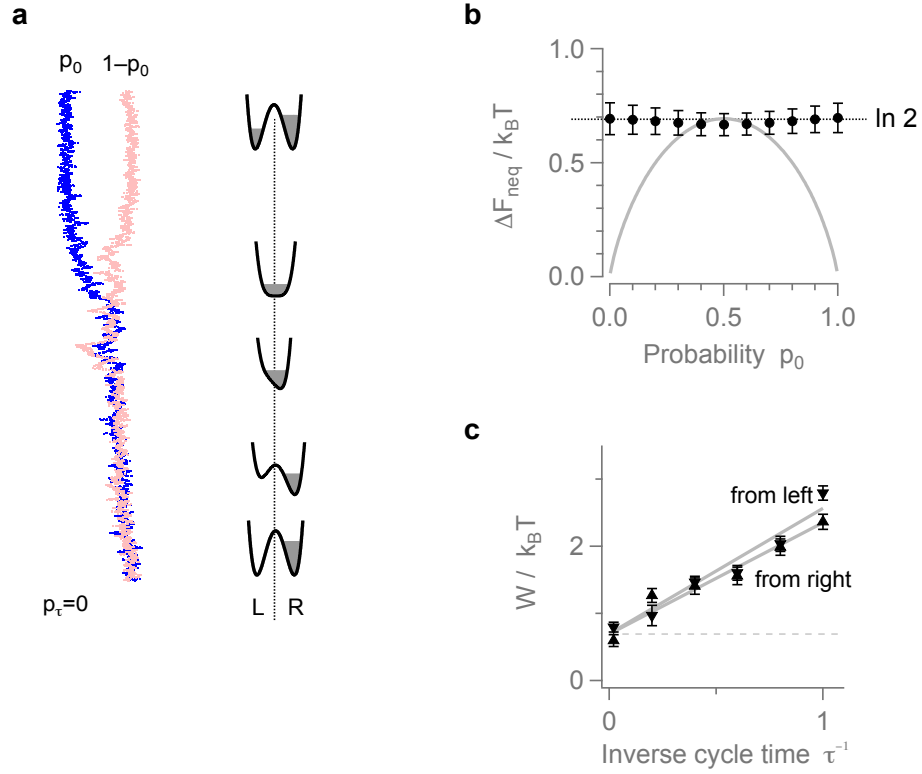 a
p₀ 1–p₀
pτ=0
L R
b
ΔFneq / kBT
1.0
0.5
0.0
ln 2
0.0 0.5 1.0
Probability p₀
c
W / kBT
2
0
from left
from right
0 1
Inverse cycle time τ⁻¹